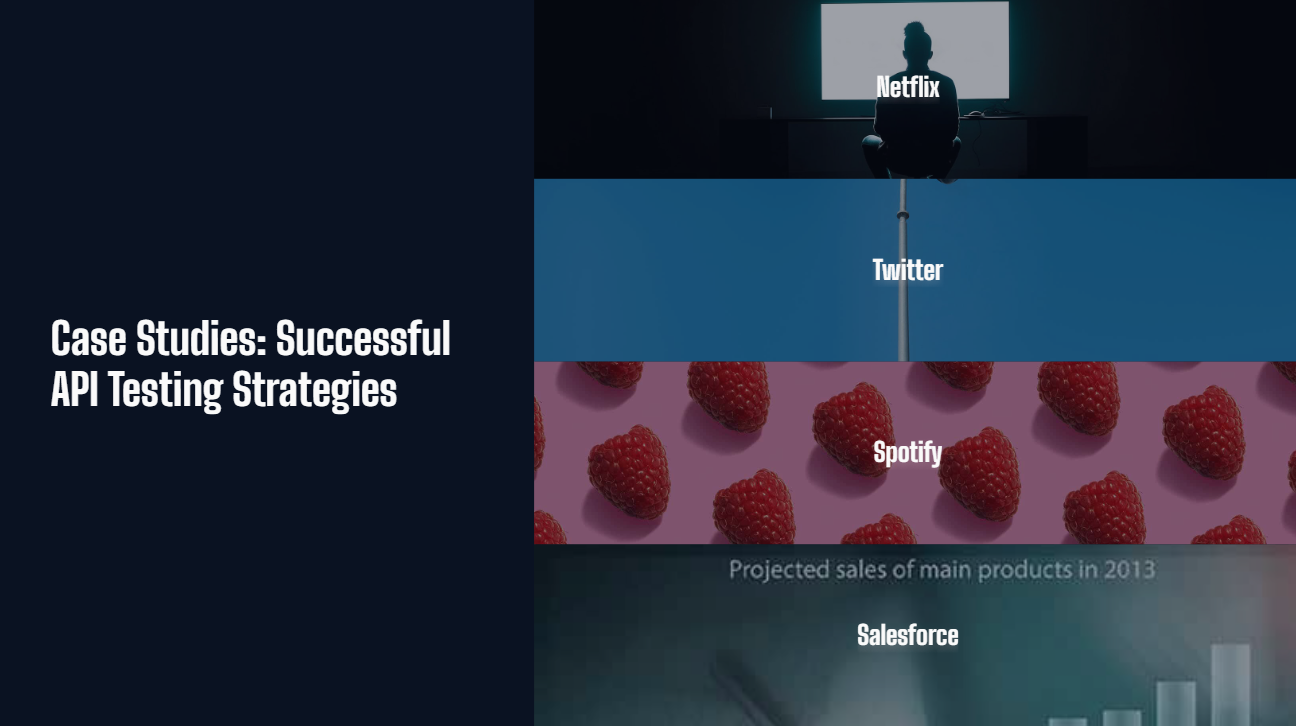 Case Studies: Successful
API Testing Strategies
Netflix
Twitter
Spotify
Projected sales of main products in 2013
Salesforce